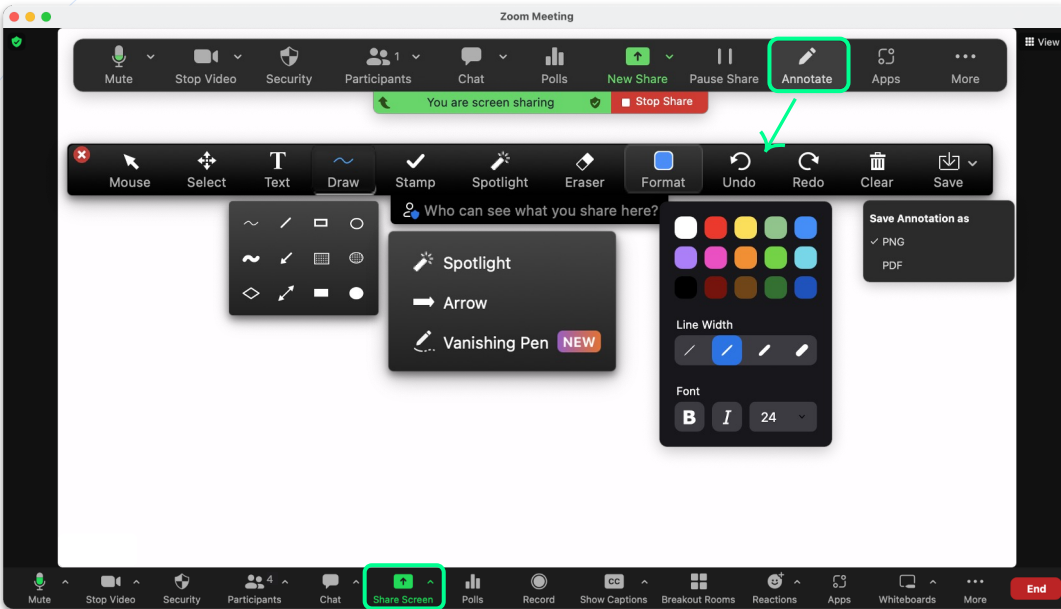 Zoom Meeting
View
1
Mute Stop Video Security Participants Chat Polls New Share Pause Share Annotate Apps More
You are screen sharing Stop Share
Mouse Select Text Draw Stamp Spotlight Eraser Format Undo Redo Clear Save
Who can see what you share here?
Spotlight
Arrow
Vanishing Pen NEW
Line Width
Font
B I 24
Save Annotation as
PNG
PDF
4 CC
Mute Stop Video Security Participants Chat Share Screen Polls Record Show Captions Breakout Rooms Reactions Apps Whiteboards More End